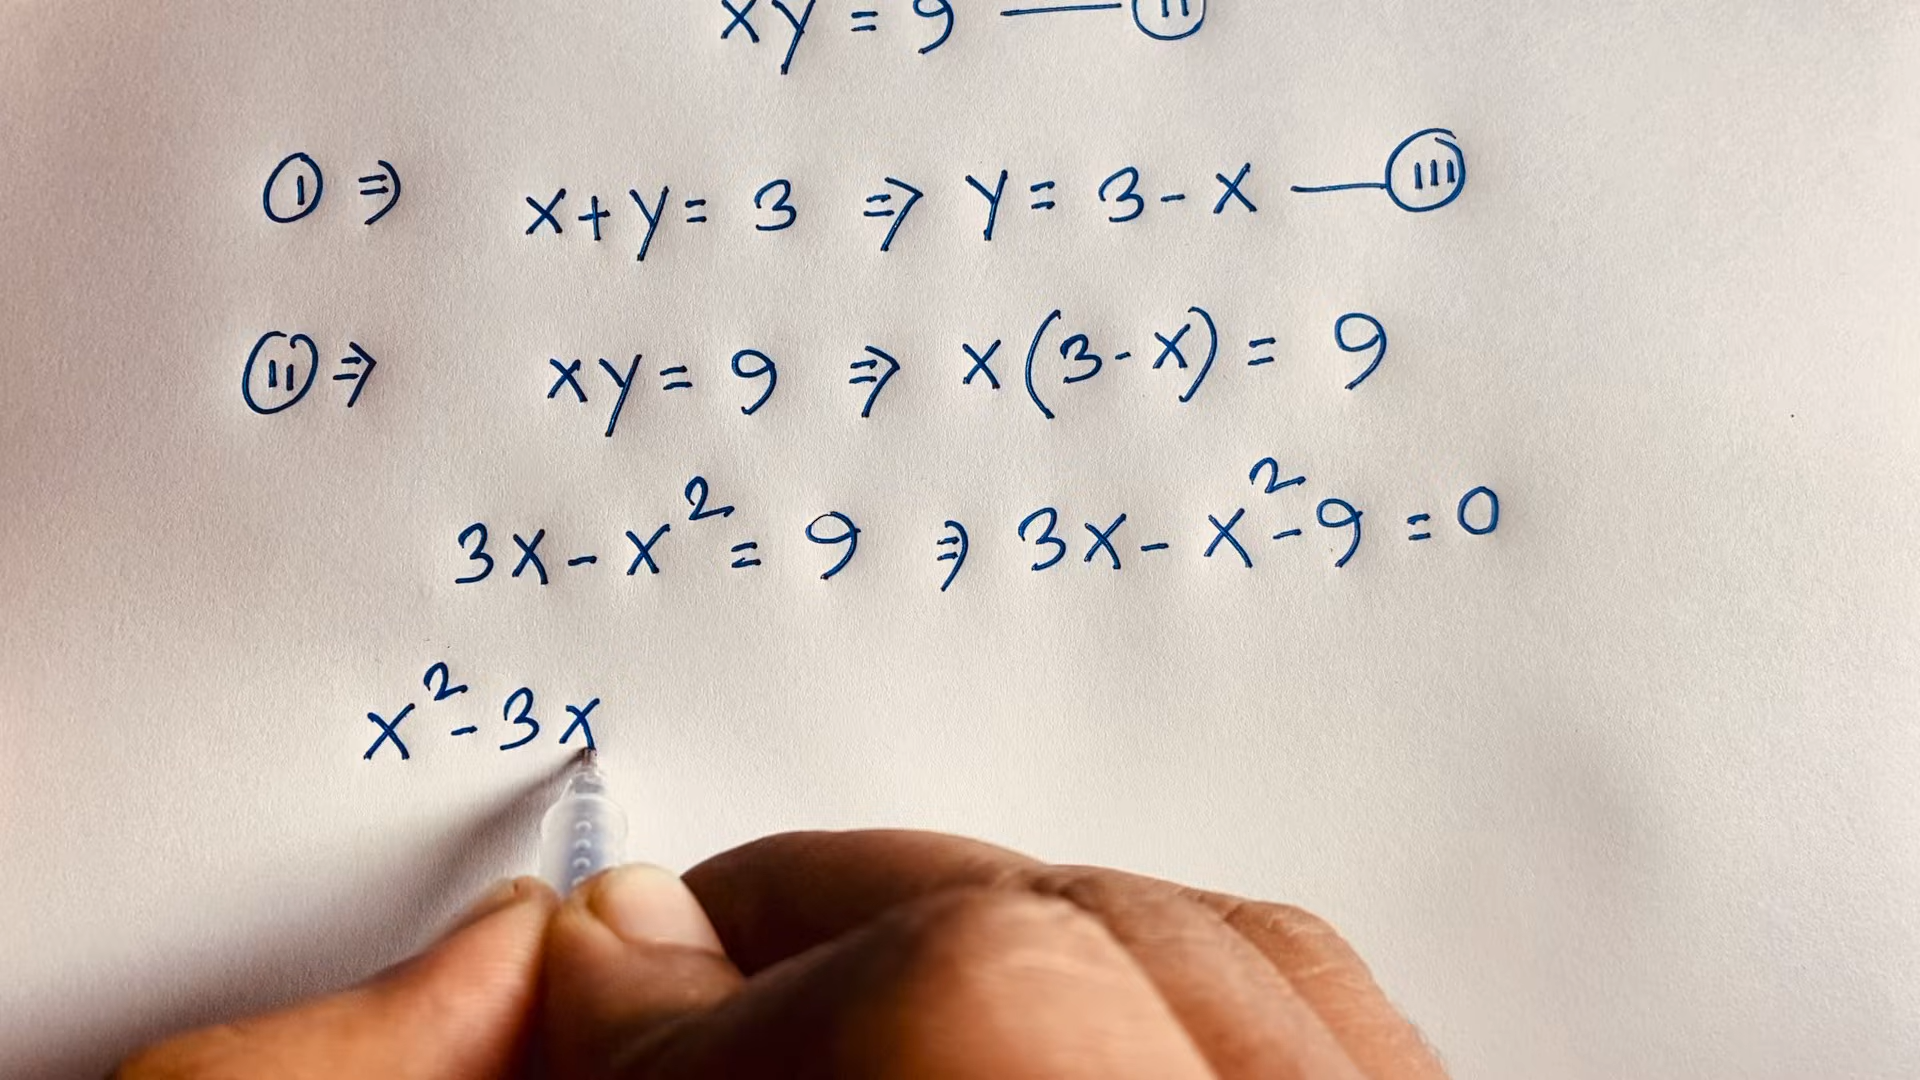 xy = 9 — (II)
(I) ⇒ x + y = 3 ⇒ y = 3 - x — (III)
(II) ⇒ xy = 9 ⇒ x(3 - x) = 9
3x - x² = 9 ⇒ 3x - x² - 9 = 0
x² - 3x